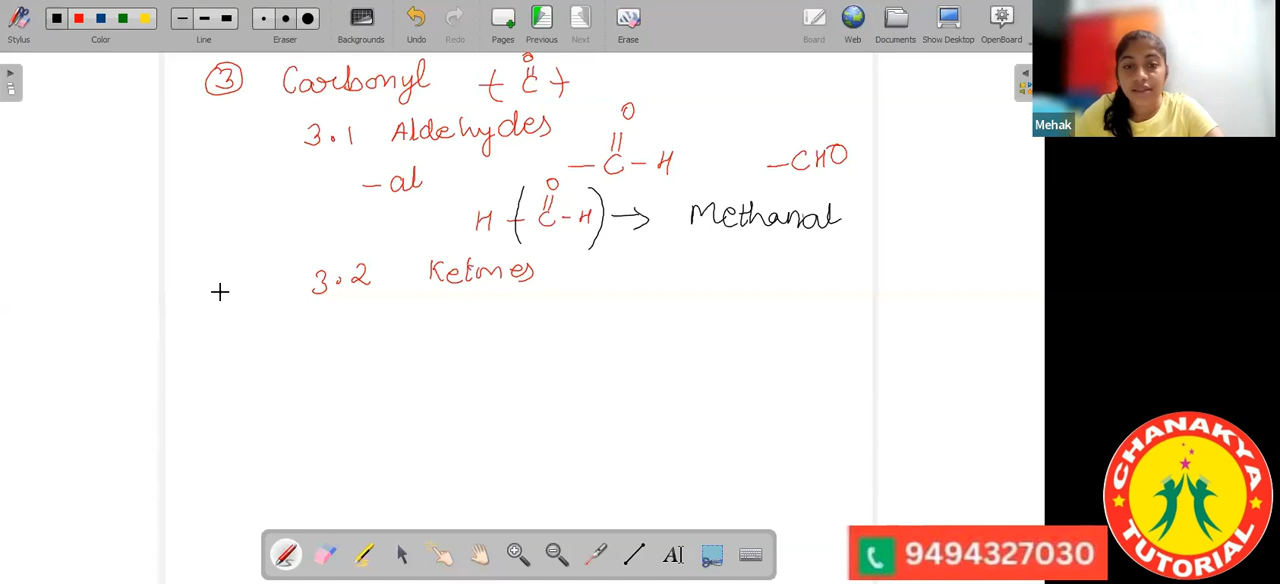 Stylus Color Line Eraser Backgrounds Undo Redo Pages Previous Next Erase Board Web Documents Show Desktop OpenBoard
③ Carbonyl
O
||
-(-C-)-
3.1 Aldehydes
O
||
-C-H
-CHO
-al
O
||
H-(-C-H) → Methanal
3.2 Ketones
Mehak
CHANAKYA
TUTORIAL
9494327030